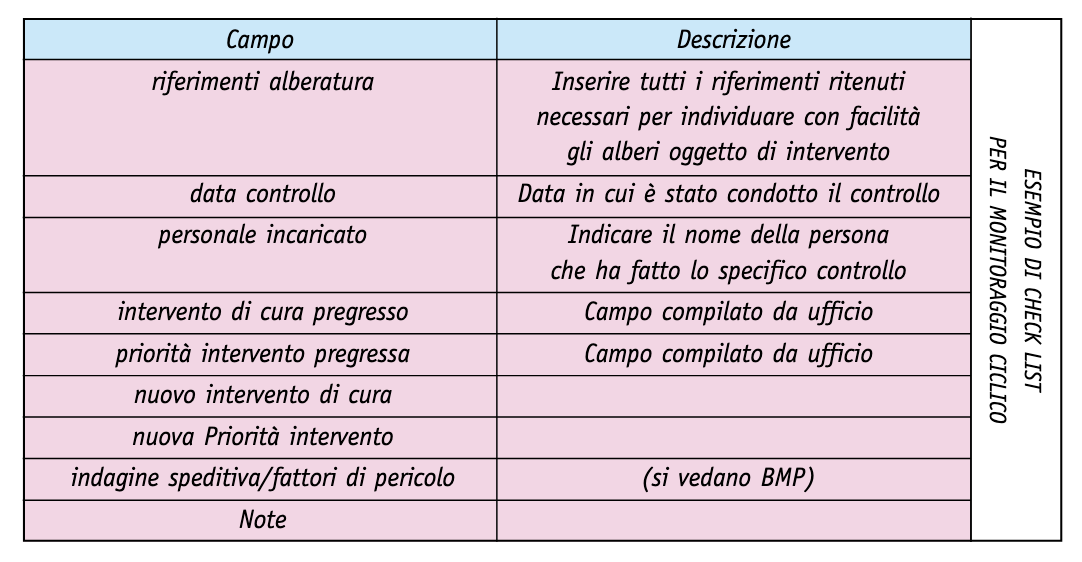 Campo
Descrizione
riferimenti alberatura
Inserire tutti i riferimenti ritenuti
necessari per individuare con facilità
gli alberi oggetto di intervento
data controllo
Data in cui è stato condotto il controllo
personale incaricato
Indicare il nome della persona
che ha fatto lo specifico controllo
intervento di cura pregresso
Campo compilato da ufficio
priorità intervento pregressa
Campo compilato da ufficio
nuovo intervento di cura
nuova Priorità intervento
indagine speditiva/fattori di pericolo
(si vedano BMP)
Note
ESEMPIO DI CHECK LIST
PER IL MONITORAGGIO CICLICO